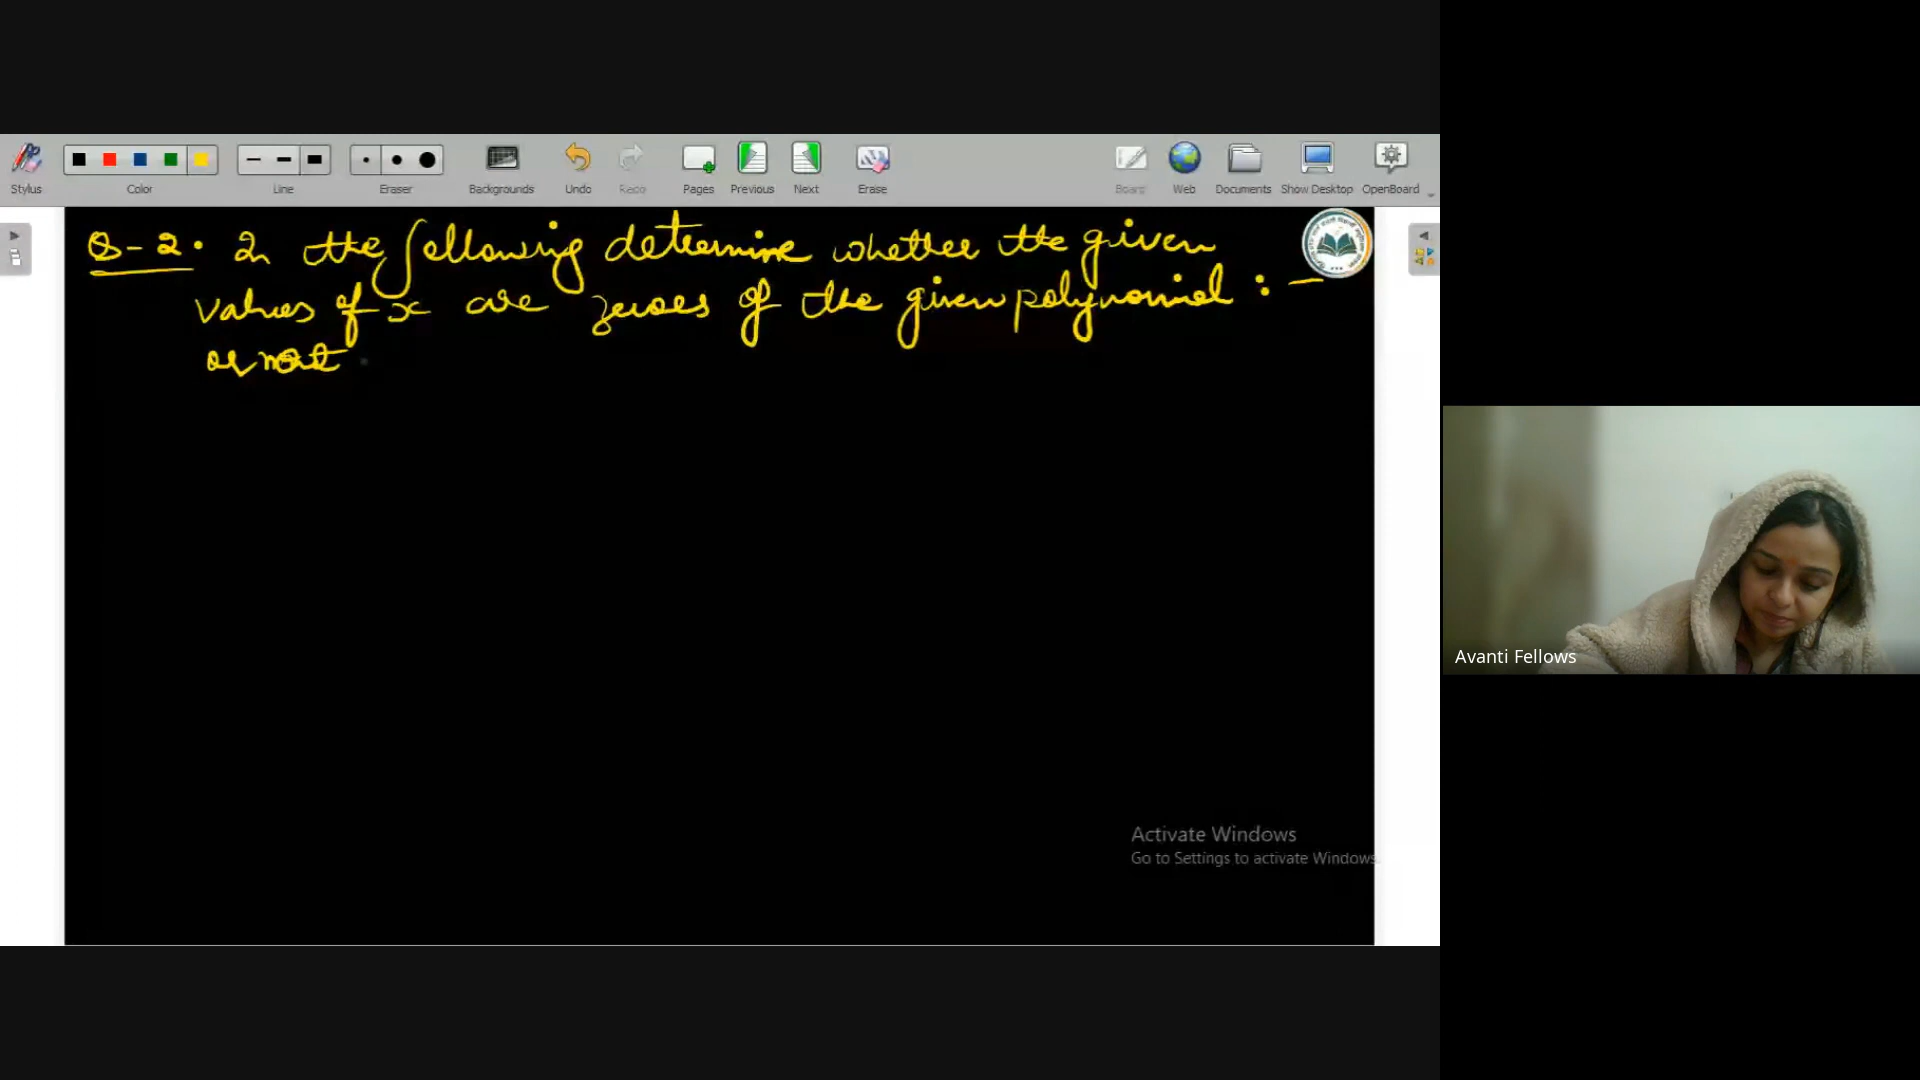 Stylus Color Line Eraser Backgrounds Undo Redo Pages Previous Next Erase Board Web Documents Show Desktop OpenBoard
Q-2. In the following determine whether the given
values of x are zeroes of the given polynomial :-
or not
Avanti Fellows
Activate Windows
Go to Settings to activate Windows.